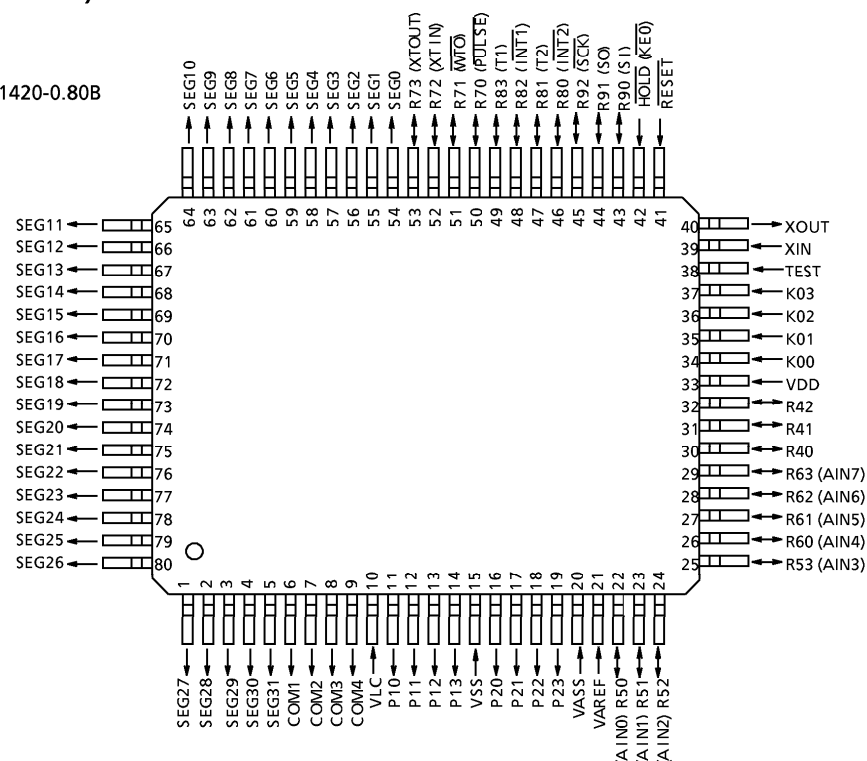 1420-0.80B
SEG10
SEG9
SEG8
SEG7
SEG6
SEG5
SEG4
SEG3
SEG2
SEG1
SEG0
R73 (XTOUT)
R72 (XTIN)
R71 (WTO)
R70 (PULSE)
R83 (T1)
R82 (INT1)
R81 (T2)
R80 (INT2)
R92 (SCK)
R91 (SO)
R90 (SI)
HOLD (KE0)
RESET
64 63 62 61 60 59 58 57 56 55 54 53 52 51 50 49 48 47 46 45 44 43 42 41
SEG11 65
SEG12 66
SEG13 67
SEG14 68
SEG15 69
SEG16 70
SEG17 71
SEG18 72
SEG19 73
SEG20 74
SEG21 75
SEG22 76
SEG23 77
SEG24 78
SEG25 79
SEG26 80
40 XOUT
39 XIN
38 TEST
37 K03
36 K02
35 K01
34 K00
33 VDD
32 R42
31 R41
30 R40
29 R63 (AIN7)
28 R62 (AIN6)
27 R61 (AIN5)
26 R60 (AIN4)
25 R53 (AIN3)
1 2 3 4 5 6 7 8 9 10 11 12 13 14 15 16 17 18 19 20 21 22 23 24
SEG27
SEG28
SEG29
SEG30
SEG31
COM1
COM2
COM3
COM4
VLC
P10
P11
P12
P13
VSS
P20
P21
P22
P23
VASS
VAREF
AIN0) R50
AIN1) R51
AIN2) R52